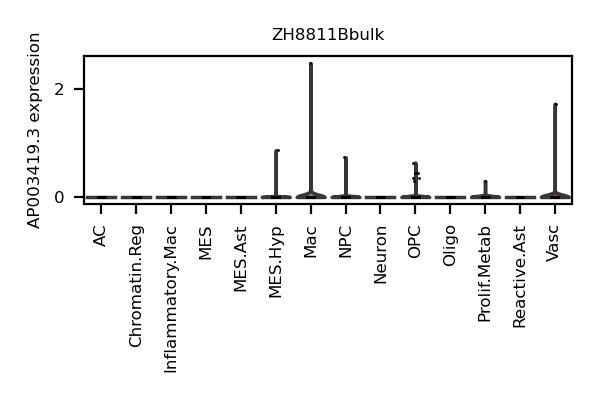 ZH8811Bbulk
AP003419.3 expression
2
0
AC
Chromatin.Reg
Inflammatory.Mac
MES
MES.Ast
MES.Hyp
Mac
NPC
Neuron
OPC
Oligo
Prolif.Metab
Reactive.Ast
Vasc